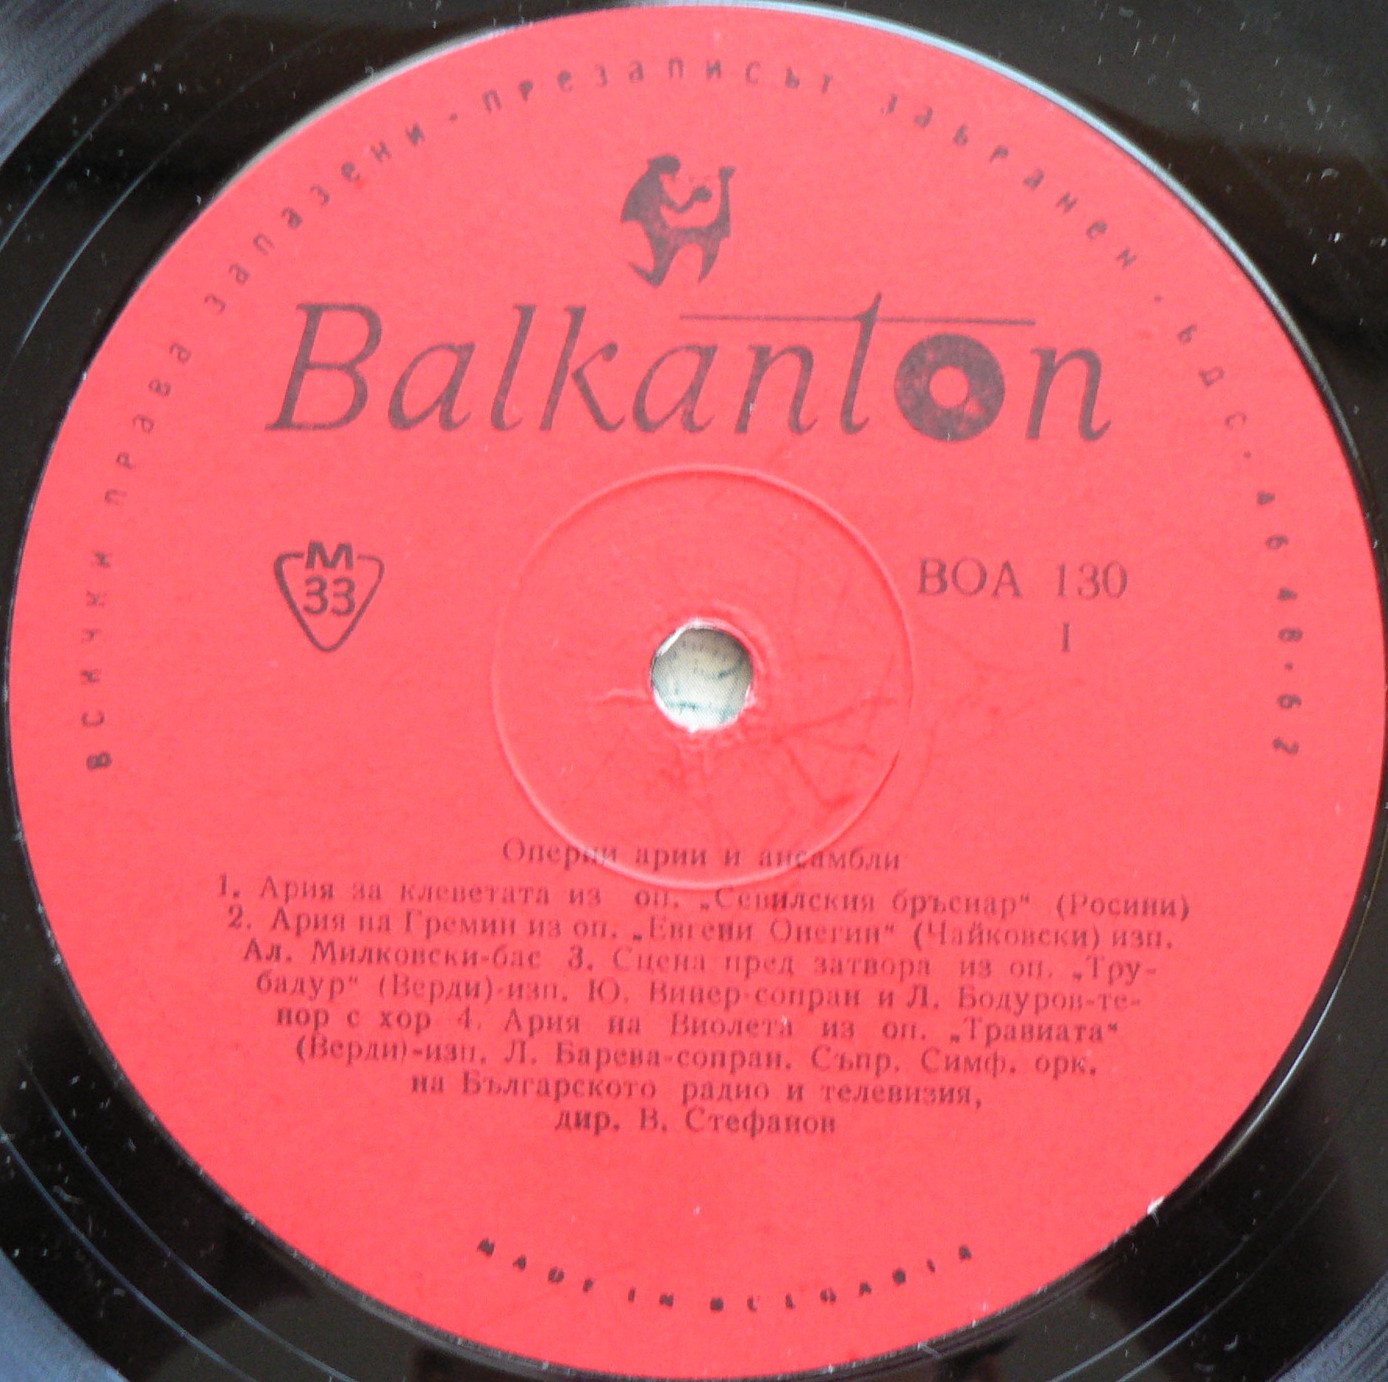 всички права запазени - презаписът забранен · БДС · 4648-62
Balkanton
М
33
ВОА 130
I
Оперни арии и ансамбли
1. Ария за клеветата из оп. „Севилския бръснар“ (Росини)
2. Ария на Гремин из оп. „Евгени Онегин“ (Чайковски) изп.
Ал. Милковски-бас 3. Сцена пред затвора из оп. „Тру-
бадур“ (Верди)-изп. Ю. Винер-сопран и Л. Бодуров-те-
нор с хор 4. Ария на Виолета из оп. „Травиата“
(Верди)-изп. Л. Барева-сопран. Съпр. Симф. орк.
на Българското радио и телевизия,
дир. В. Стефанов
MADE IN BULGARIA